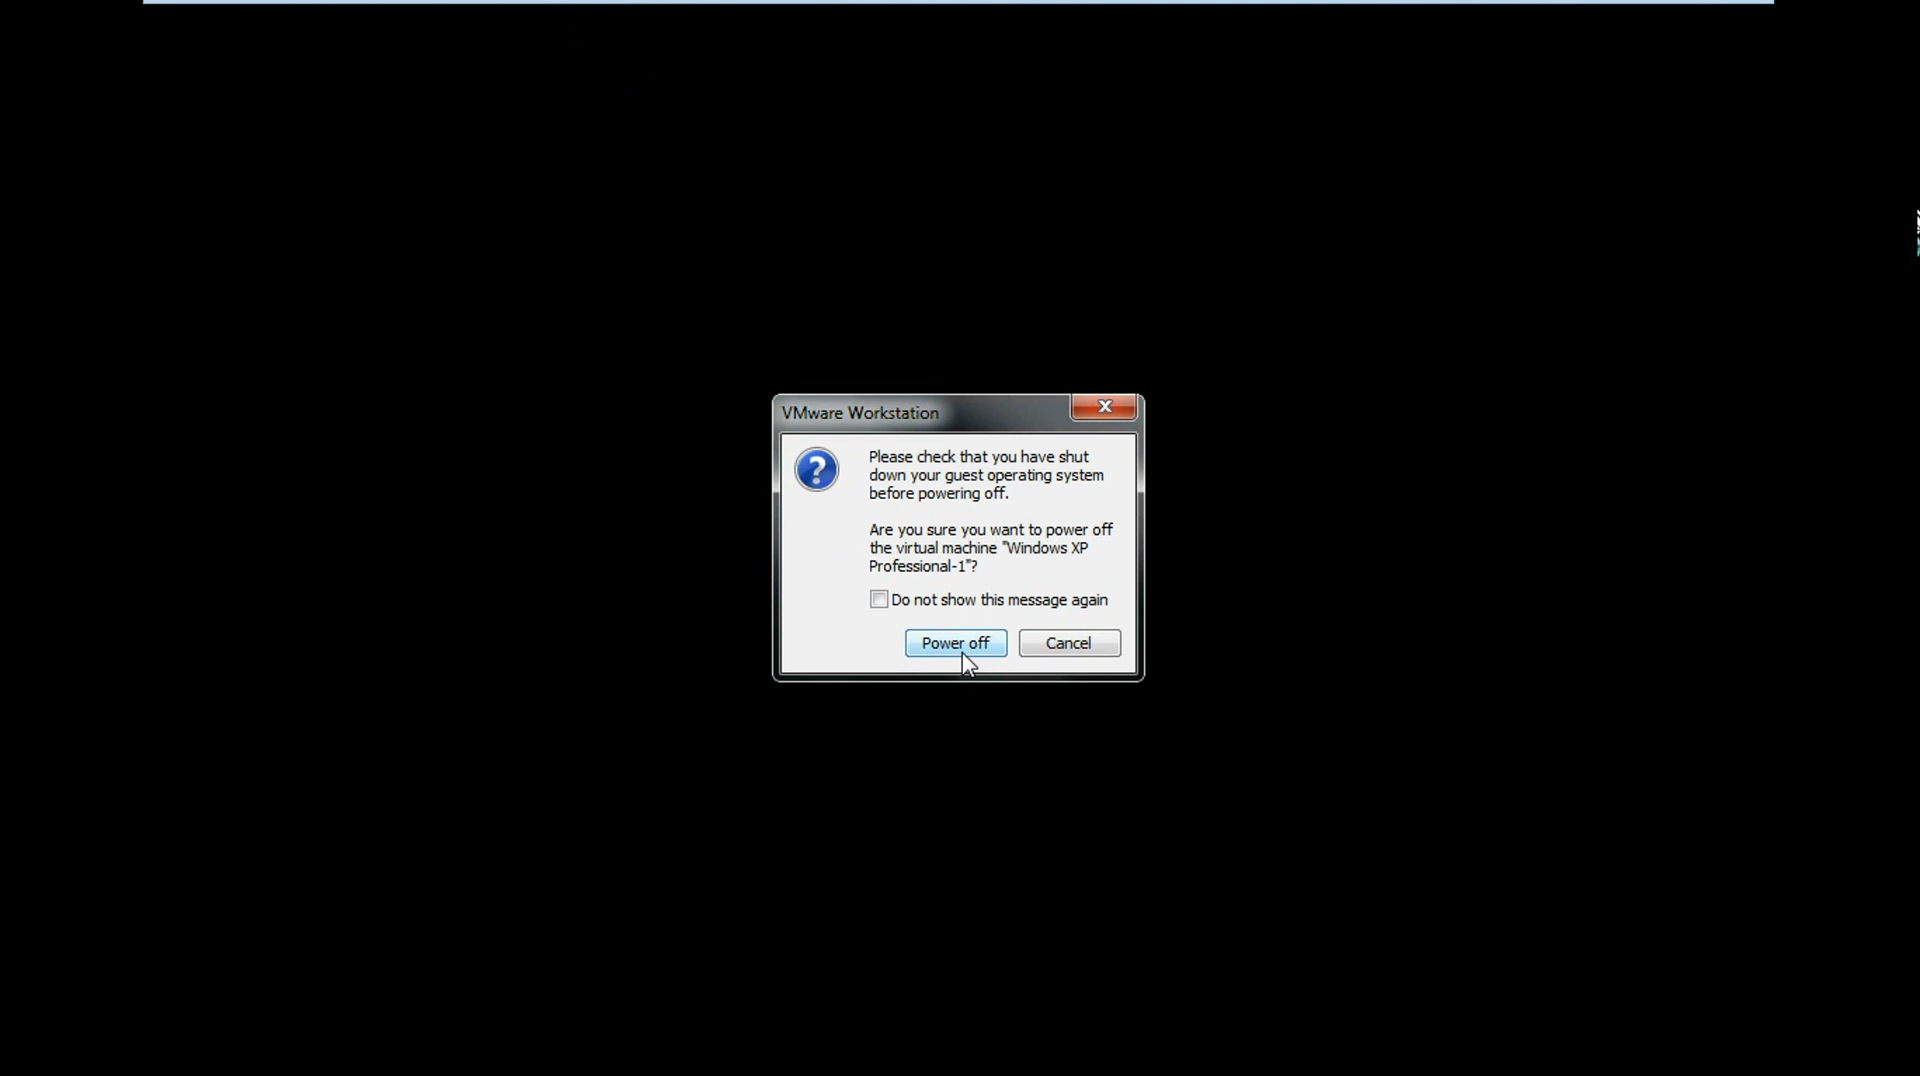 VMware Workstation
Please check that you have shut
down your guest operating system
before powering off.
Are you sure you want to power off
the virtual machine "Windows XP
Professional-1"?
Do not show this message again
Power off
Cancel